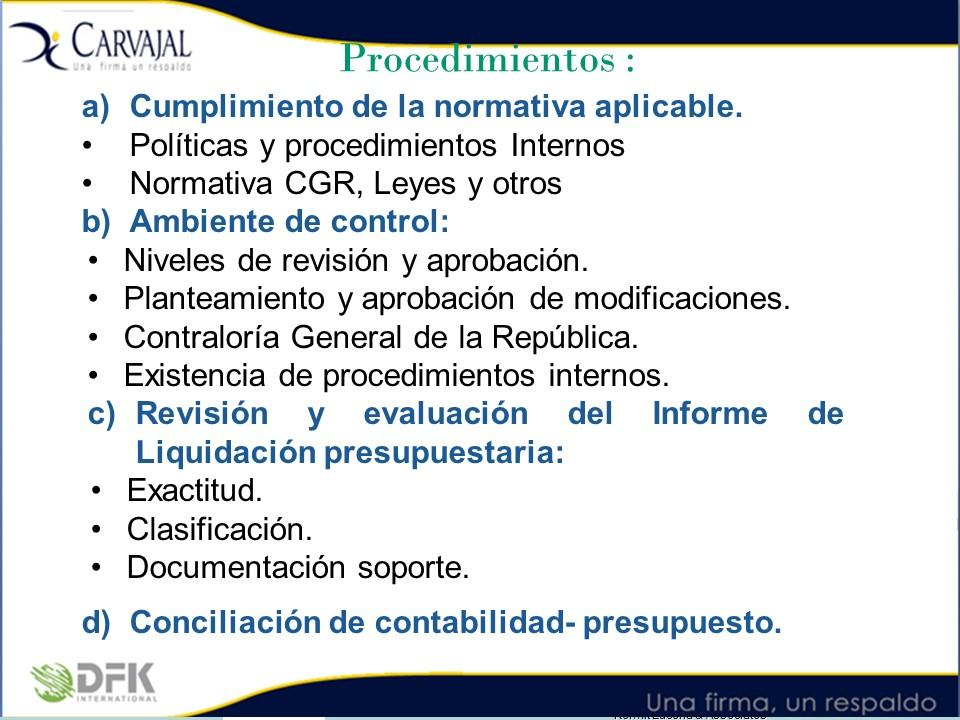 CARVAJAL
Una firma un respaldo
Procedimientos :
a) Cumplimiento de la normativa aplicable.
• Políticas y procedimientos Internos
• Normativa CGR, Leyes y otros
b) Ambiente de control:
• Niveles de revisión y aprobación.
• Planteamiento y aprobación de modificaciones.
• Contraloría General de la República.
• Existencia de procedimientos internos.
c) Revisión y evaluación del Informe de
Liquidación presupuestaria:
• Exactitud.
• Clasificación.
• Documentación soporte.
d) Conciliación de contabilidad- presupuesto.
DFK
INTERNATIONAL
Una firma, un respaldo